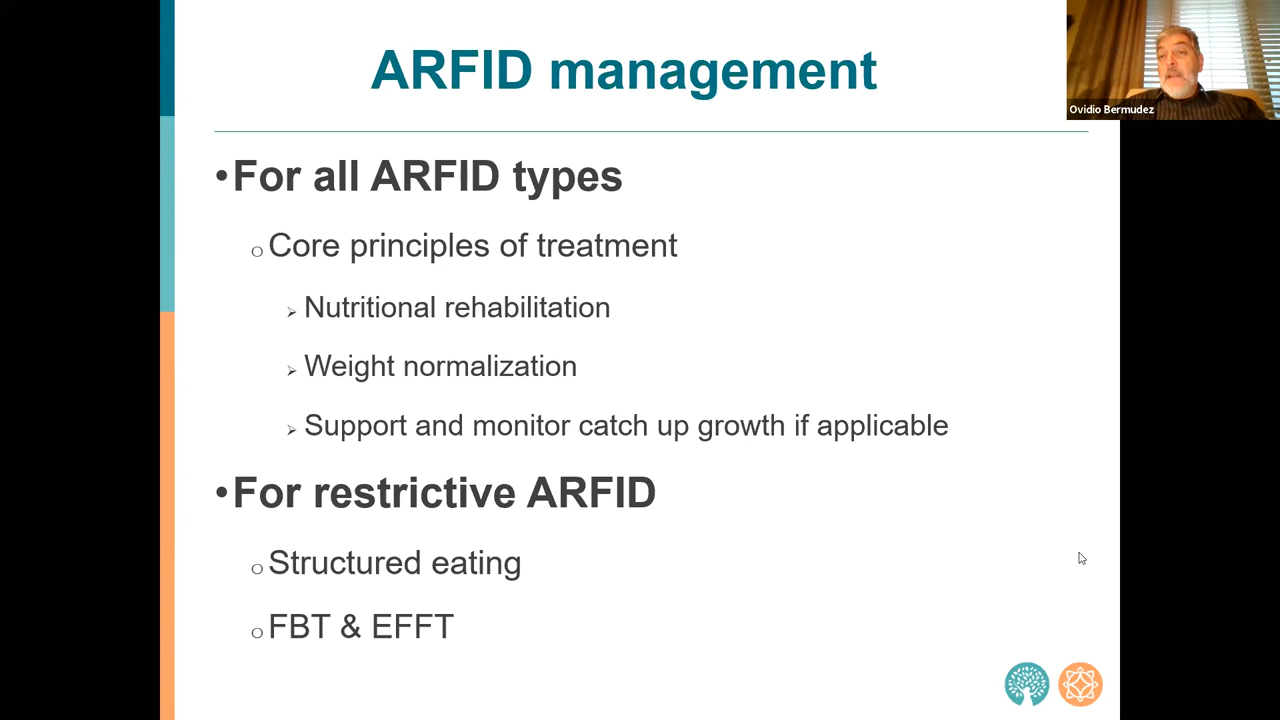 ARFID management
Ovidio Bermudez
•For all ARFID types
○Core principles of treatment
➢Nutritional rehabilitation
➢Weight normalization
➢Support and monitor catch up growth if applicable
•For restrictive ARFID
○Structured eating
○FBT & EFFT